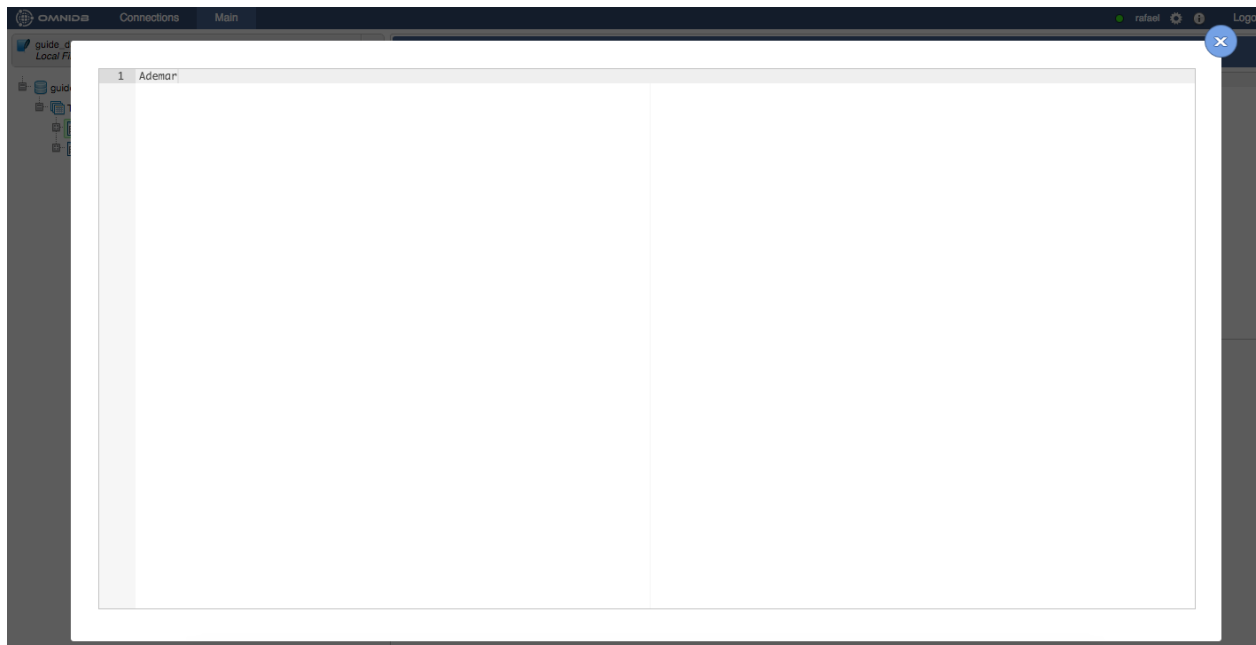 OMNIDB Connections Main rafael Logo
guide_d
Local Fi
guid
T
1 Ademar